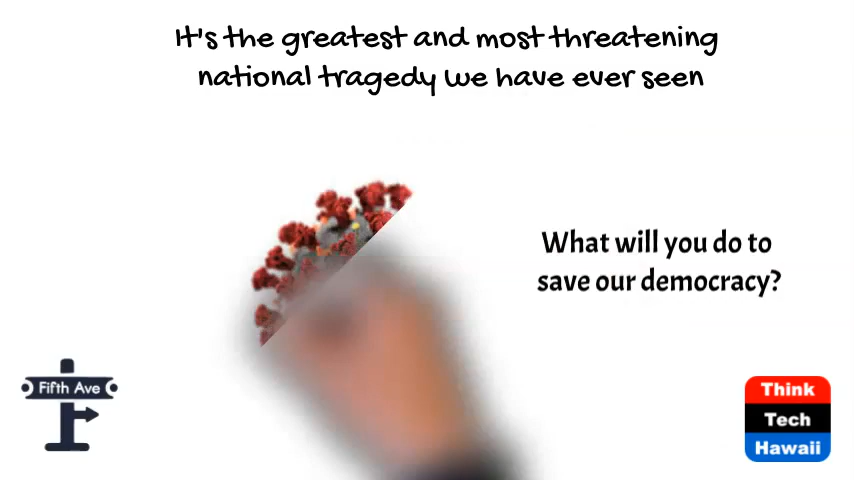 It's the greatest and most threatening
national tragedy we have ever seen
What will you do to
save our democracy?
Fifth Ave
Think
Tech
Hawaii